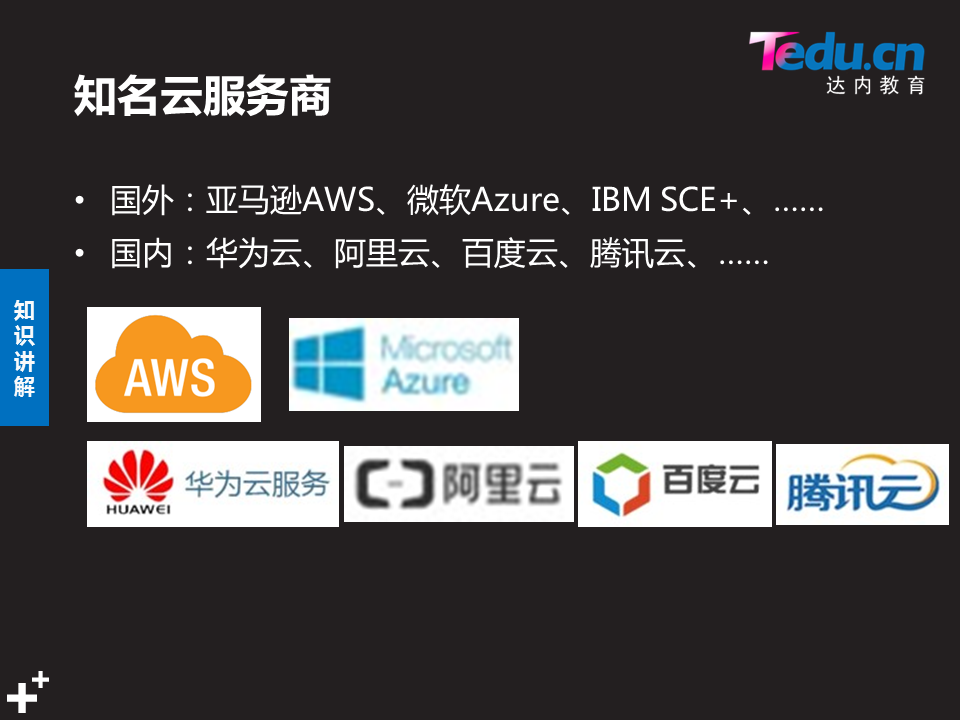 Tedu.cn
达内教育
知名云服务商
• 国外：亚马逊AWS、微软Azure、IBM SCE+、……
• 国内：华为云、阿里云、百度云、腾讯云、……
知识讲解
AWS
Microsoft
Azure
HUAWEI
华为云服务
阿里云
百度云
腾讯云